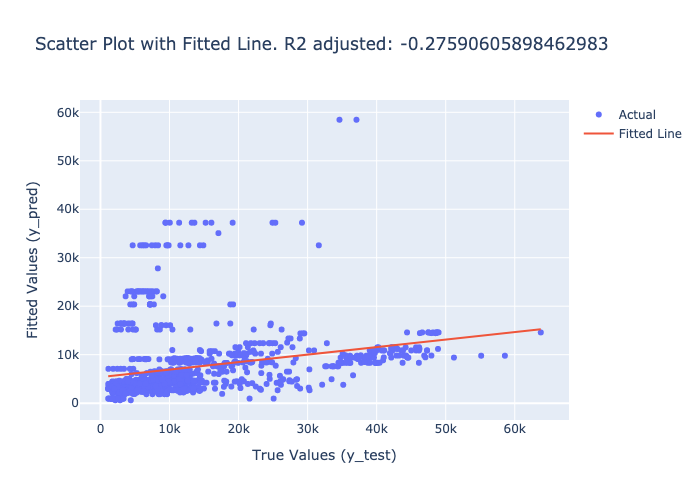 Scatter Plot with Fitted Line. R2 adjusted: -0.27590605898462983
60k
50k
40k
30k
20k
10k
0
Fitted Values (y_pred)
0
10k
20k
30k
40k
50k
60k
True Values (y_test)
Actual
Fitted Line